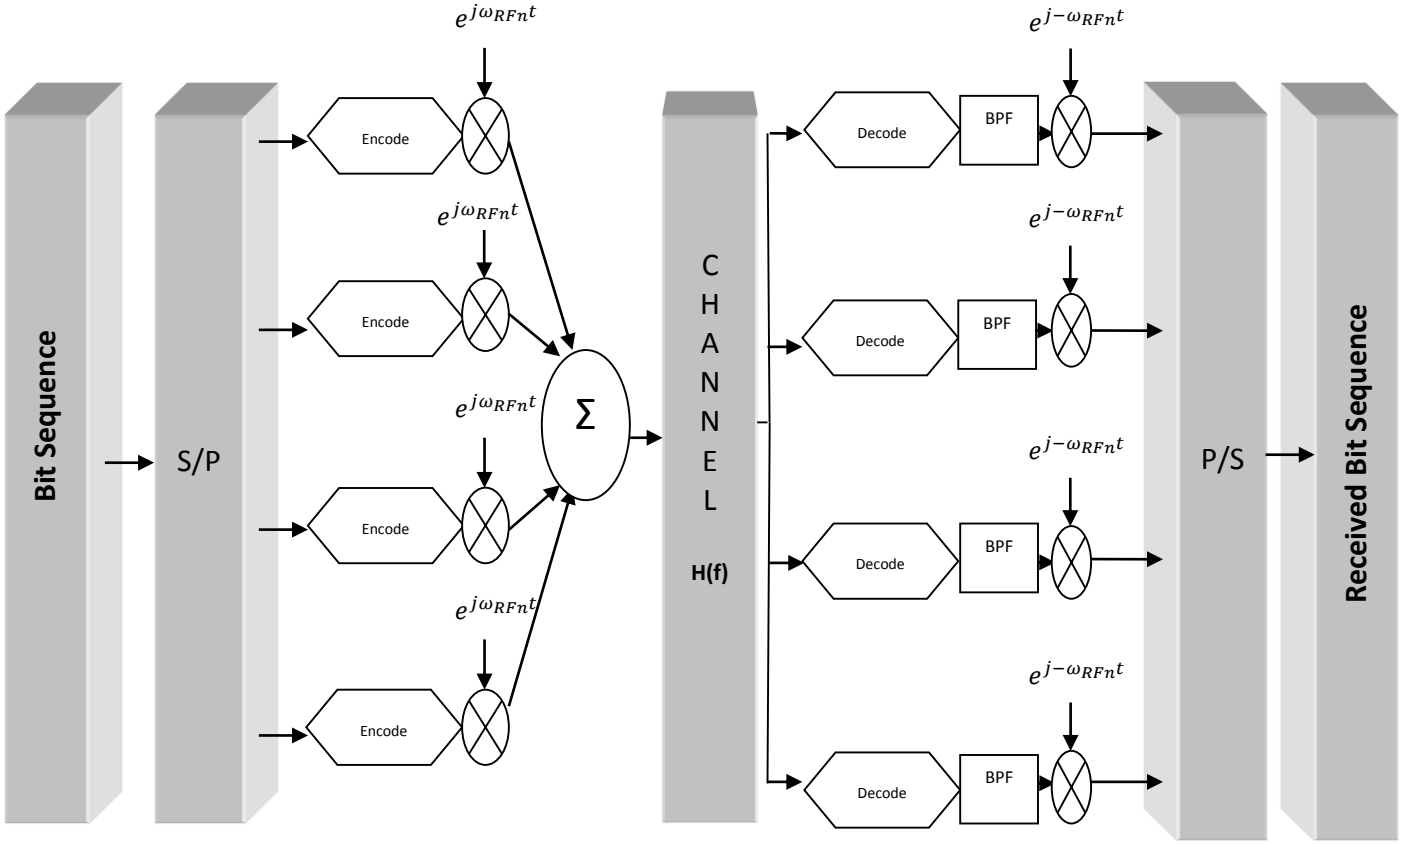 Bit Sequence
S/P
e^{jω_{RFn}t}
Encode
e^{jω_{RFn}t}
Encode
e^{jω_{RFn}t}
Encode
e^{jω_{RFn}t}
Encode
Σ
C
H
A
N
N
E
L
H(f)
e^{j−ω_{RFn}t}
Decode
BPF
e^{j−ω_{RFn}t}
Decode
BPF
e^{j−ω_{RFn}t}
Decode
BPF
e^{j−ω_{RFn}t}
Decode
BPF
P/S
Received Bit Sequence